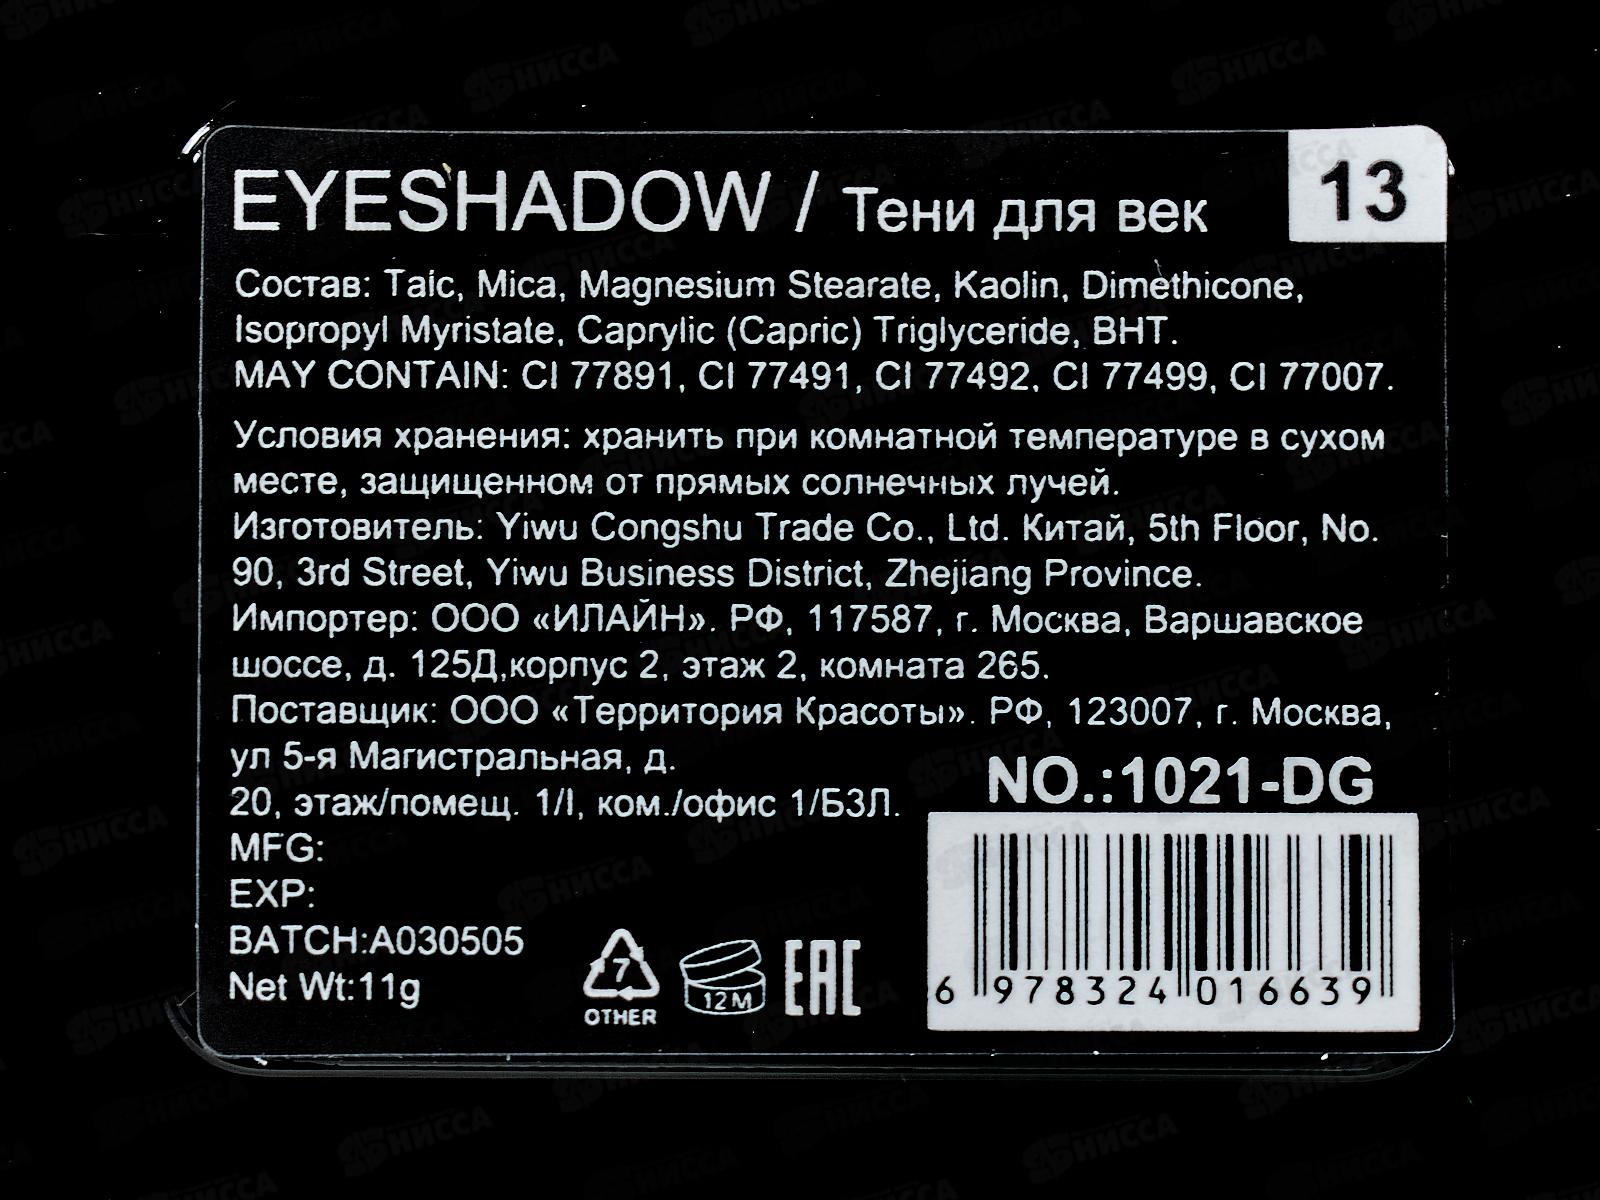 EYESHADOW / Тени для век
13
Состав: Taic, Mica, Magnesium Stearate, Kaolin, Dimethicone,
Isopropyl Myristate, Caprylic (Capric) Triglyceride, BHT.
MAY CONTAIN: CI 77891, CI 77491, CI 77492, CI 77499, CI 77007.
Условия хранения: хранить при комнатной температуре в сухом
месте, защищенном от прямых солнечных лучей.
Изготовитель: Yiwu Congshu Trade Co., Ltd. Китай, 5th Floor, No.
90, 3rd Street, Yiwu Business District, Zhejiang Province.
Импортер: ООО «ИЛАЙН». РФ, 117587, г. Москва, Варшавское
шоссе, д. 125Д,корпус 2, этаж 2, комната 265.
Поставщик: ООО «Территория Красоты». РФ, 123007, г. Москва,
ул 5-я Магистральная, д.
20, этаж/помещ. 1/I, ком./офис 1/Б3Л.
NO.:1021-DG
MFG:
EXP:
BATCH:A030505
Net Wt:11g
7
OTHER
12M
EAC
6 978324 016639
НИССА